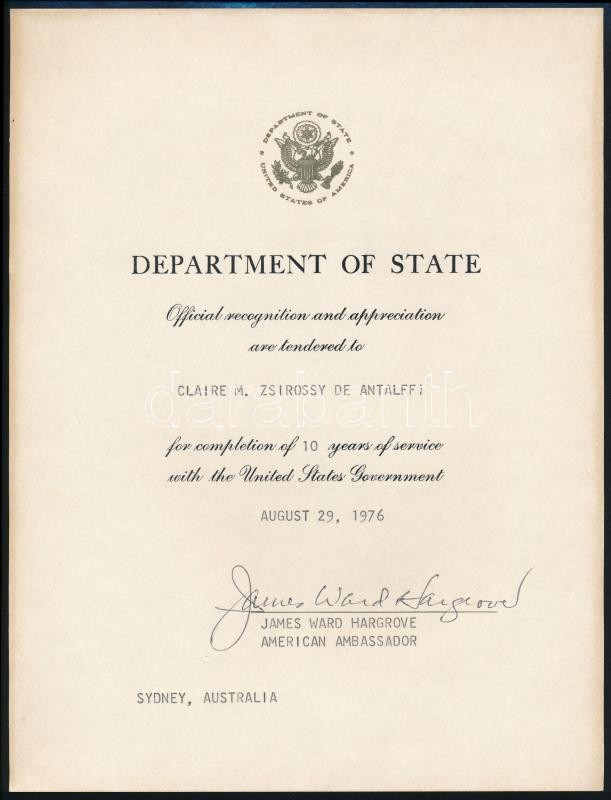 DEPARTMENT OF STATE
UNITED STATES OF AMERICA
DEPARTMENT OF STATE
Official recognition and appreciation
are tendered to
CLAIRE M. ZSIROSSY DE ANTALFFI
darabanth
for completion of 10 years of service
with the United States Government
AUGUST 29, 1976
James Ward Hargrove
JAMES WARD HARGROVE
AMERICAN AMBASSADOR
SYDNEY, AUSTRALIA